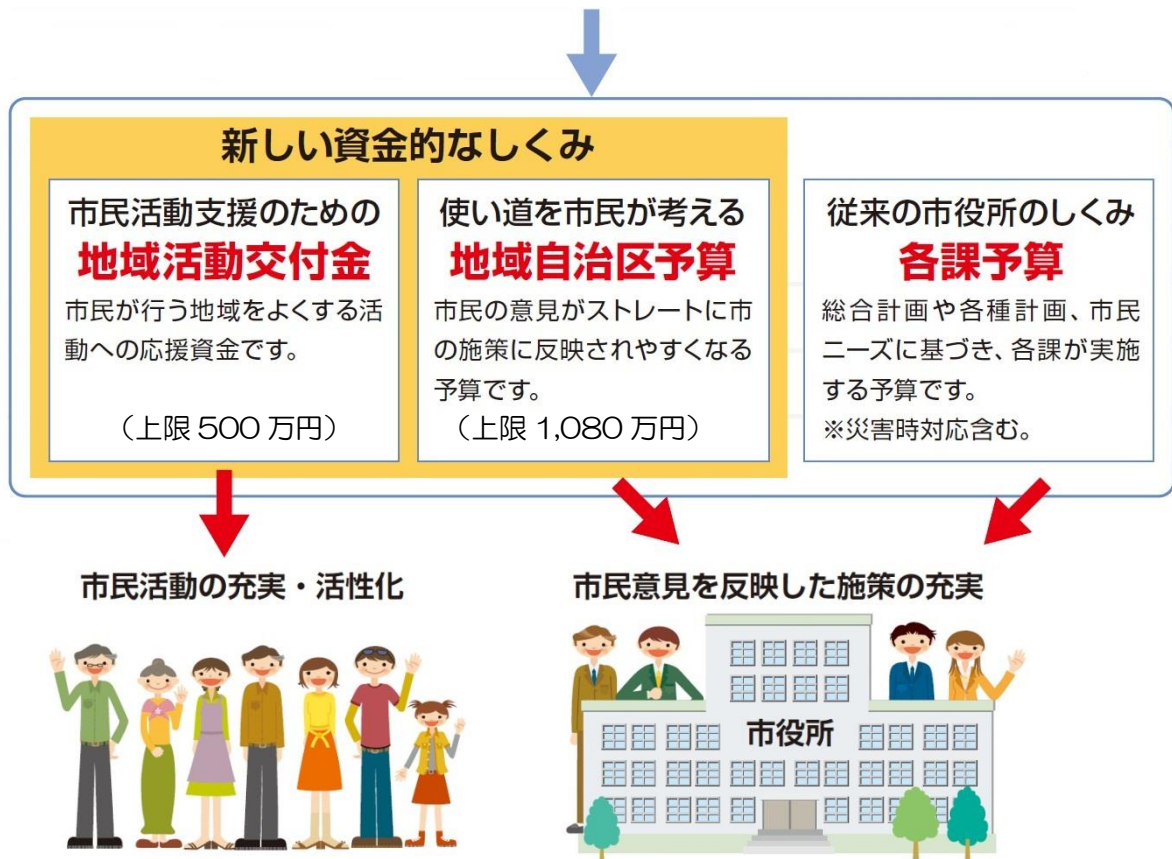 新しい資金的なしくみ
市民活動支援のための
地域活動交付金
市民が行う地域をよくする活
動への応援資金です。
（上限 500 万円）
使い道を市民が考える
地域自治区予算
市民の意見がストレートに市
の施策に反映されやすくなる
予算です。
（上限 1,080 万円）
従来の市役所のしくみ
各課予算
総合計画や各種計画、市民
ニーズに基づき、各課が実施
する予算です。
※災害時対応含む。
市民活動の充実・活性化
市民意見を反映した施策の充実
市役所